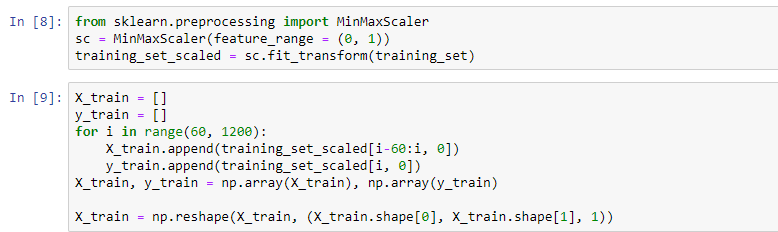 In [8]: from sklearn.preprocessing import MinMaxScaler
sc = MinMaxScaler(feature_range = (0, 1))
training_set_scaled = sc.fit_transform(training_set)
In [9]: X_train = []
y_train = []
for i in range(60, 1200):
    X_train.append(training_set_scaled[i-60:i, 0])
    y_train.append(training_set_scaled[i, 0])
X_train, y_train = np.array(X_train), np.array(y_train)
X_train = np.reshape(X_train, (X_train.shape[0], X_train.shape[1], 1))